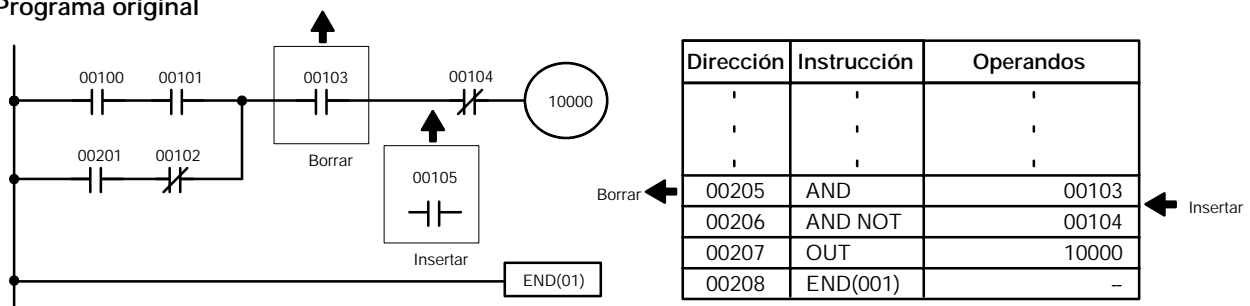 Programa original
00100 00101 00103 00104
10000
00201 00102
Borrar
00105
Insertar
END(01)
Dirección Instrucción Operandos
Borrar
00205 AND 00103
Insertar
00206 AND NOT 00104
00207 OUT 10000
00208 END(001) --